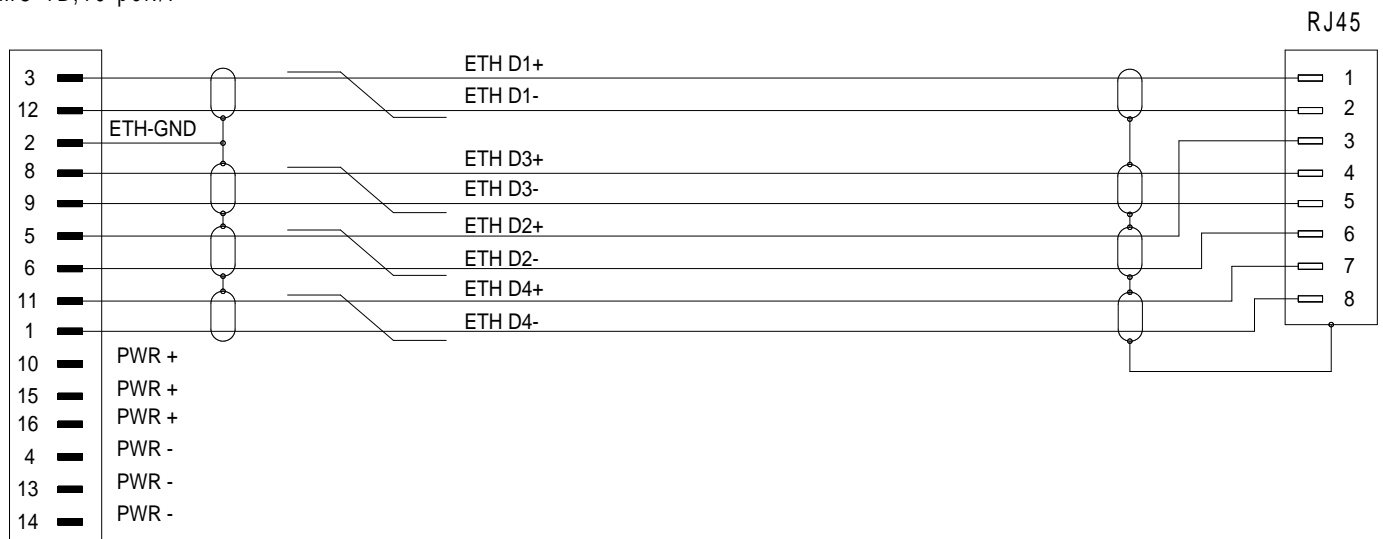 RJ45
3 ETH D1+ 1
12 ETH D1- 2
2 ETH-GND 3
8 ETH D3+ 4
9 ETH D3- 5
5 ETH D2+ 6
6 ETH D2- 7
11 ETH D4+ 8
1 ETH D4-
10 PWR +
15 PWR +
16 PWR +
4 PWR -
13 PWR -
14 PWR -